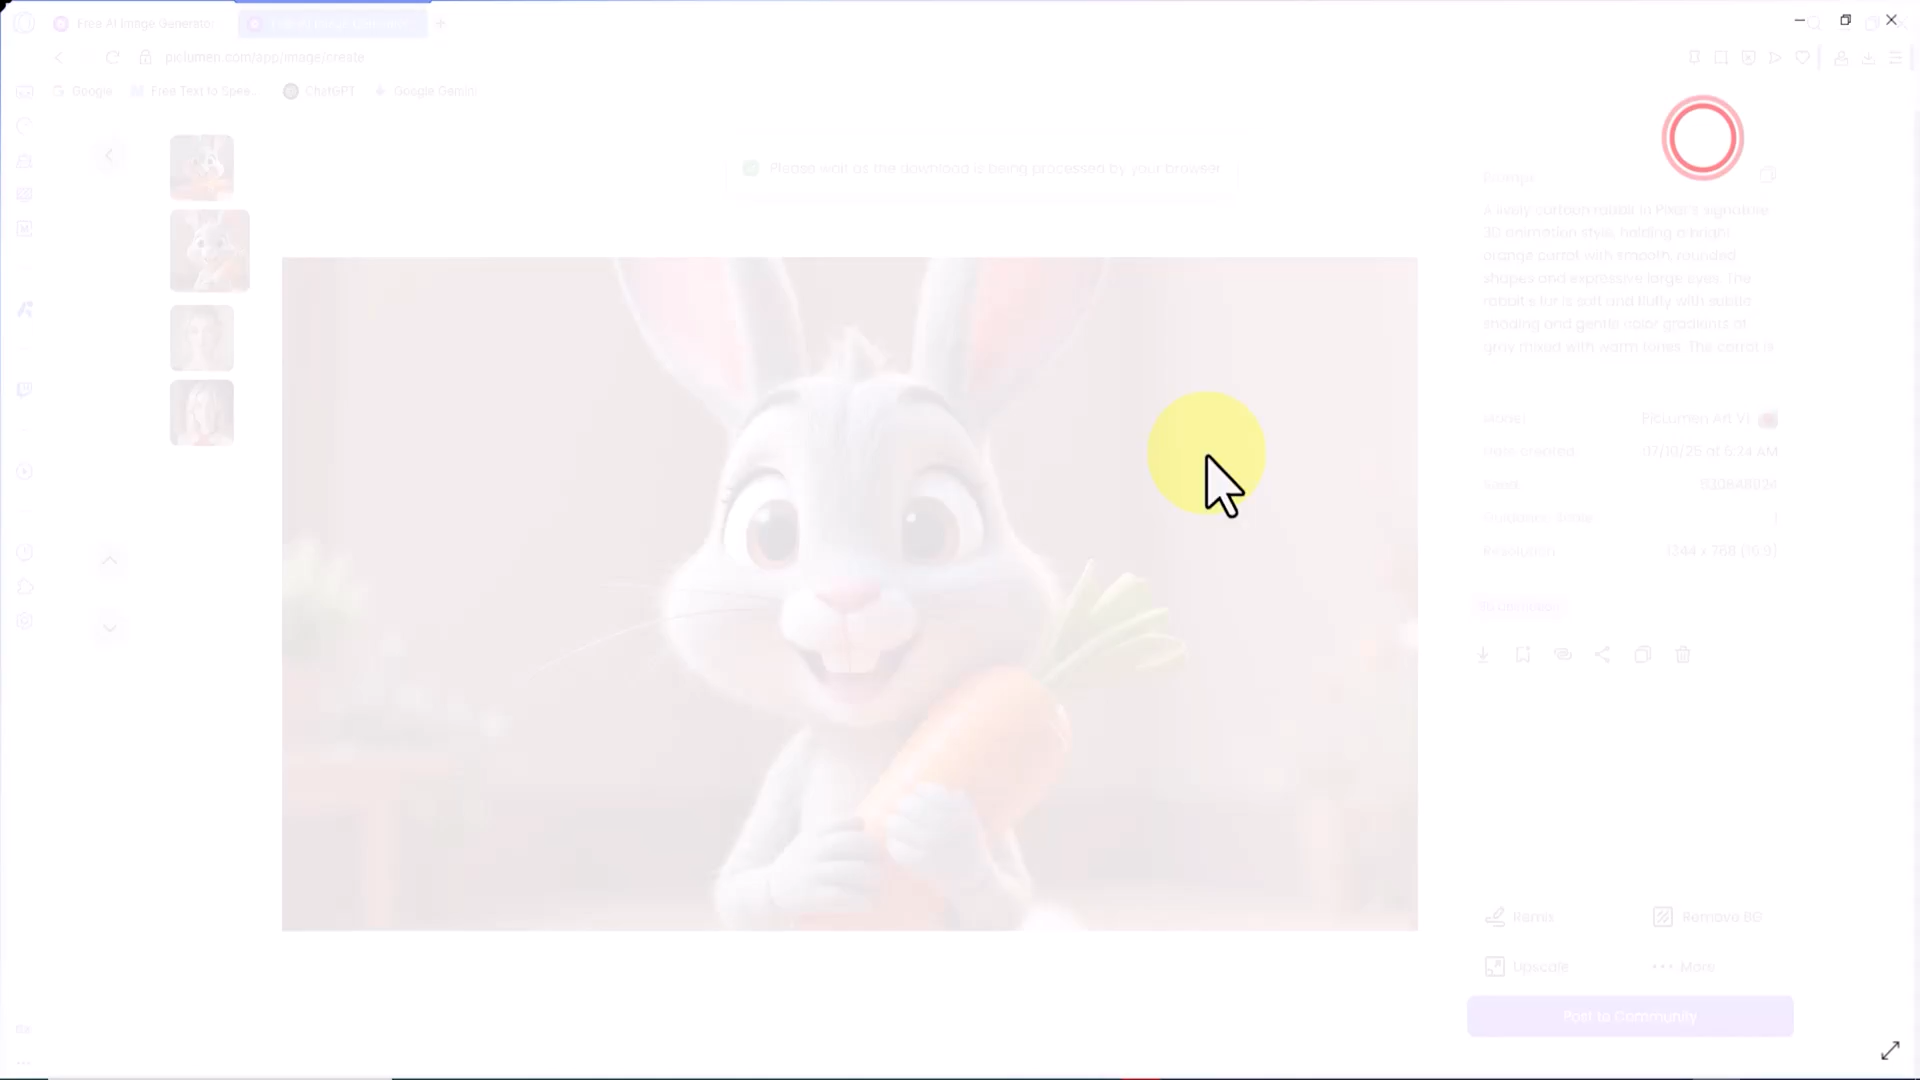 Free AI Image Generator
piclumen.com/app/image/create
Google
Free Text to Spee...
ChatGPT
Google Gemini
Please wait as the download is being processed by your browser
Prompt
A lively cartoon rabbit in Pixar's signature
3D animation style, holding a bright
orange carrot with smooth, rounded
shapes and expressive large eyes. The
rabbit's fur is soft and fluffy with subtle
shading and gentle color gradients of
gray mixed with warm tones. The carrot is
Model
PicLumen Art V1
Date created
17/10/25 at 5:34 AM
Seed
Guidance Scale
1
Resolution
1344 x 768 (16:9)
Remix
Remove BG
Upscale
More
Post to Community